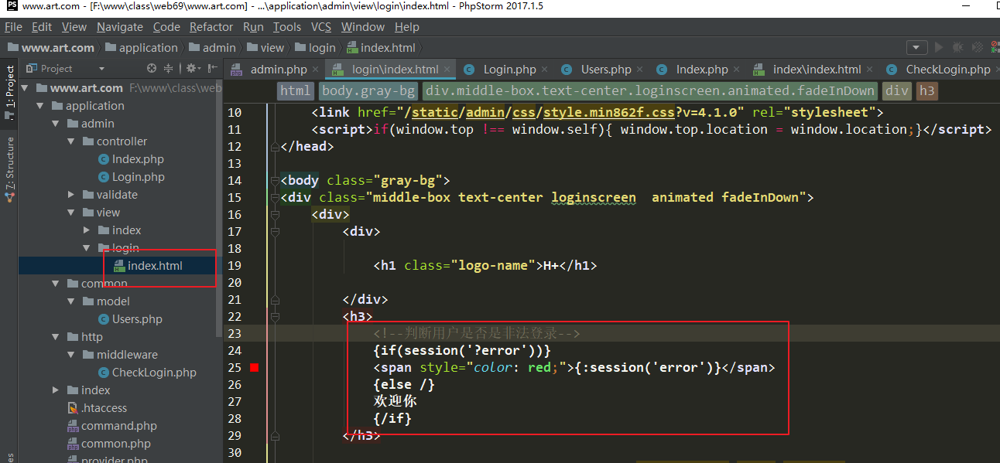 www.art.com - [F:\www\class\web69\www.art.com] - ...\application\admin\view\login\index.html - PhpStorm 2017.1.5
File Edit View Navigate Code Refactor Run Tools VCS Window Help
www.art.com application admin view login index.html
Project
admin.php login\index.html Login.php Users.php Index.php index\index.html CheckLogin.php
1: Project
7: Structure
www.art.com F:\www\class\web
application
admin
controller
Index.php
Login.php
validate
view
index
login
index.html
common
model
Users.php
http
middleware
CheckLogin.php
index
.htaccess
command.php
common.php
provider.php
html body.gray-bg div.middle-box.text-center.loginscreen.animated.fadeInDown div h3
10 <link href="/static/admin/css/style.min862f.css?v=4.1.0" rel="stylesheet">
11 <script>if(window.top !== window.self){ window.top.location = window.location;}</script>
12 </head>
13
14 <body class="gray-bg">
15 <div class="middle-box text-center loginscreen  animated fadeInDown">
16 <div>
17 <div>
18
19 <h1 class="logo-name">H+</h1>
20
21 </div>
22 <h3>
23 <!--判断用户是否是非法登录-->
24 {if(session('?error'))}
25 <span style="color: red;">{:session('error')}</span>
26 {else /}
27 欢迎你
28 {/if}
29 </h3>
30